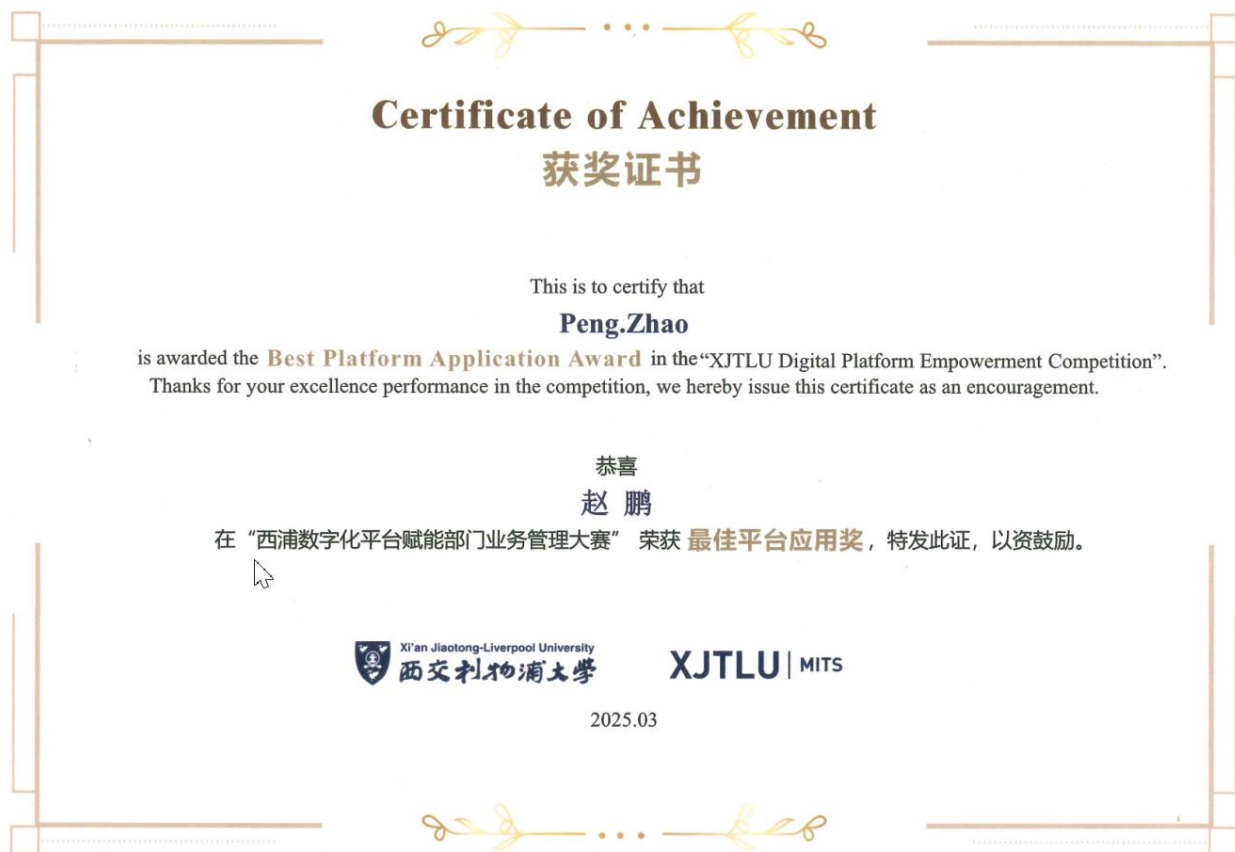 Certificate of Achievement
获奖证书
This is to certify that
Peng.Zhao
is awarded the Best Platform Application Award in the“XJTLU Digital Platform Empowerment Competition”.
Thanks for your excellence performance in the competition, we hereby issue this certificate as an encouragement.
恭喜
赵 鹏
在“西浦数字化平台赋能部门业务管理大赛” 荣获 最佳平台应用奖，特发此证，以资鼓励。
Xi'an Jiaotong-Liverpool University
西交利物浦大学
XJTLU | MITS
2025.03